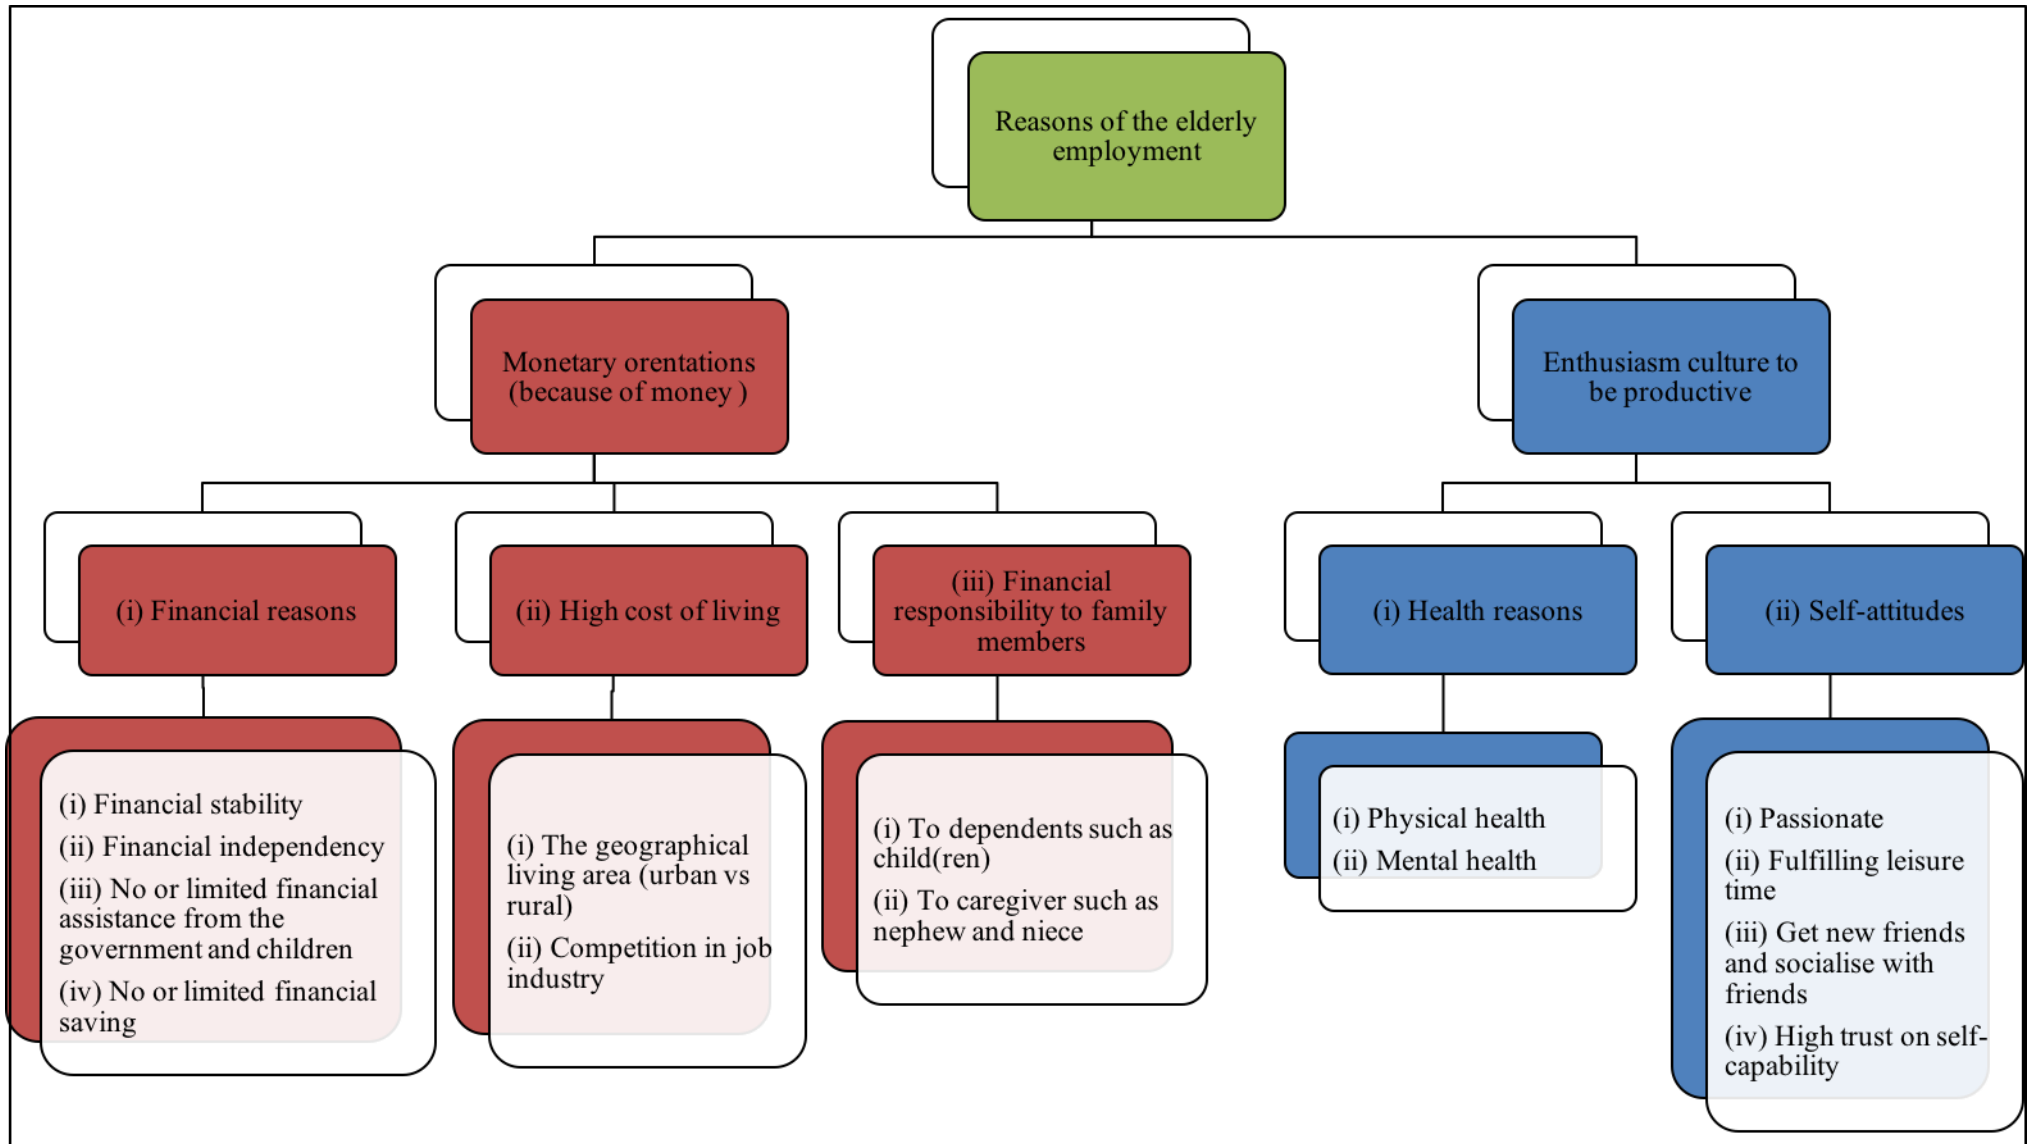 Reasons of the elderly
employment
Monetary orentations
(because of money )
Enthusiasm culture to
be productive
(i) Financial reasons
(ii) High cost of living
(iii) Financial
responsibility to family
members
(i) Health reasons
(ii) Self-attitudes
(i) Financial stability
(ii) Financial independency
(iii) No or limited financial
assistance from the
government and children
(iv) No or limited financial
saving
(i) The geographical
living area (urban vs
rural)
(ii) Competition in job
industry
(i) To dependents such as
child(ren)
(ii) To caregiver such as
nephew and niece
(i) Physical health
(ii) Mental health
(i) Passionate
(ii) Fulfilling leisure
time
(iii) Get new friends
and socialise with
friends
(iv) High trust on self-
capability